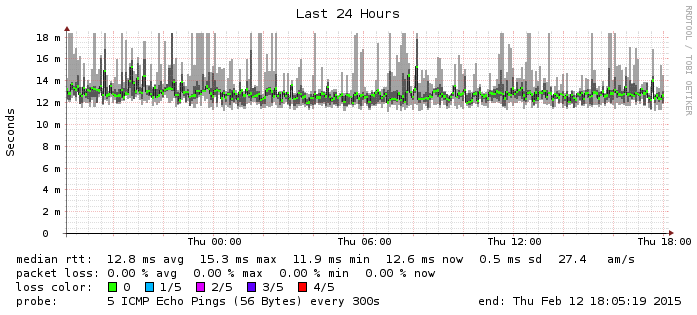 Last 24 Hours
RRDTOOL / TOBI OETIKER
Seconds
18 m
16 m
14 m
12 m
10 m
8 m
6 m
4 m
2 m
0
Thu 00:00 Thu 06:00 Thu 12:00 Thu 18:00
median rtt: 12.8 ms avg 15.3 ms max 11.9 ms min 12.6 ms now 0.5 ms sd 27.4 am/s
packet loss: 0.00 % avg 0.00 % max 0.00 % min 0.00 % now
loss color: 0 1/5 2/5 3/5 4/5
probe: 5 ICMP Echo Pings (56 Bytes) every 300s end: Thu Feb 12 18:05:19 2015